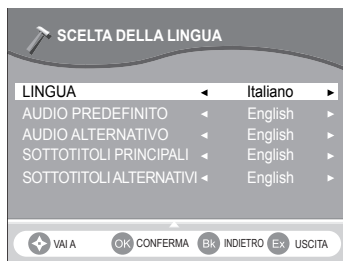 SCELTA DELLA LINGUA
LINGUA ◄ Italiano ►
AUDIO PREDEFINITO ◄ English ►
AUDIO ALTERNATIVO ◄ English ►
SOTTOTITOLI PRINCIPALI ◄ English ►
SOTTOTITOLI ALTERNATIVI ◄ English ►
VAI A OK CONFERMA Bk INDIETRO Ex USCITA